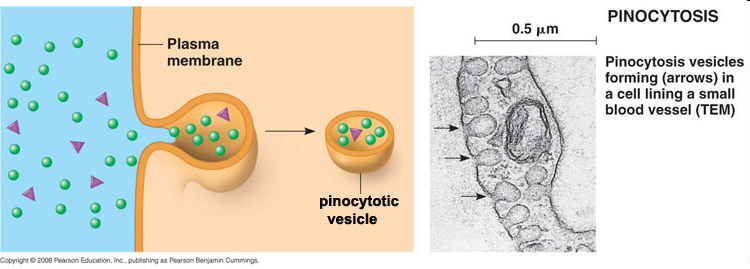 PINOCYTOSIS
0.5 µm
Plasma
membrane
Pinocytosis vesicles
forming (arrows) in
a cell lining a small
blood vessel (TEM)
pinocytotic
vesicle
Copyright © 2008 Pearson Education, Inc., publishing as Pearson Benjamin Cummings.